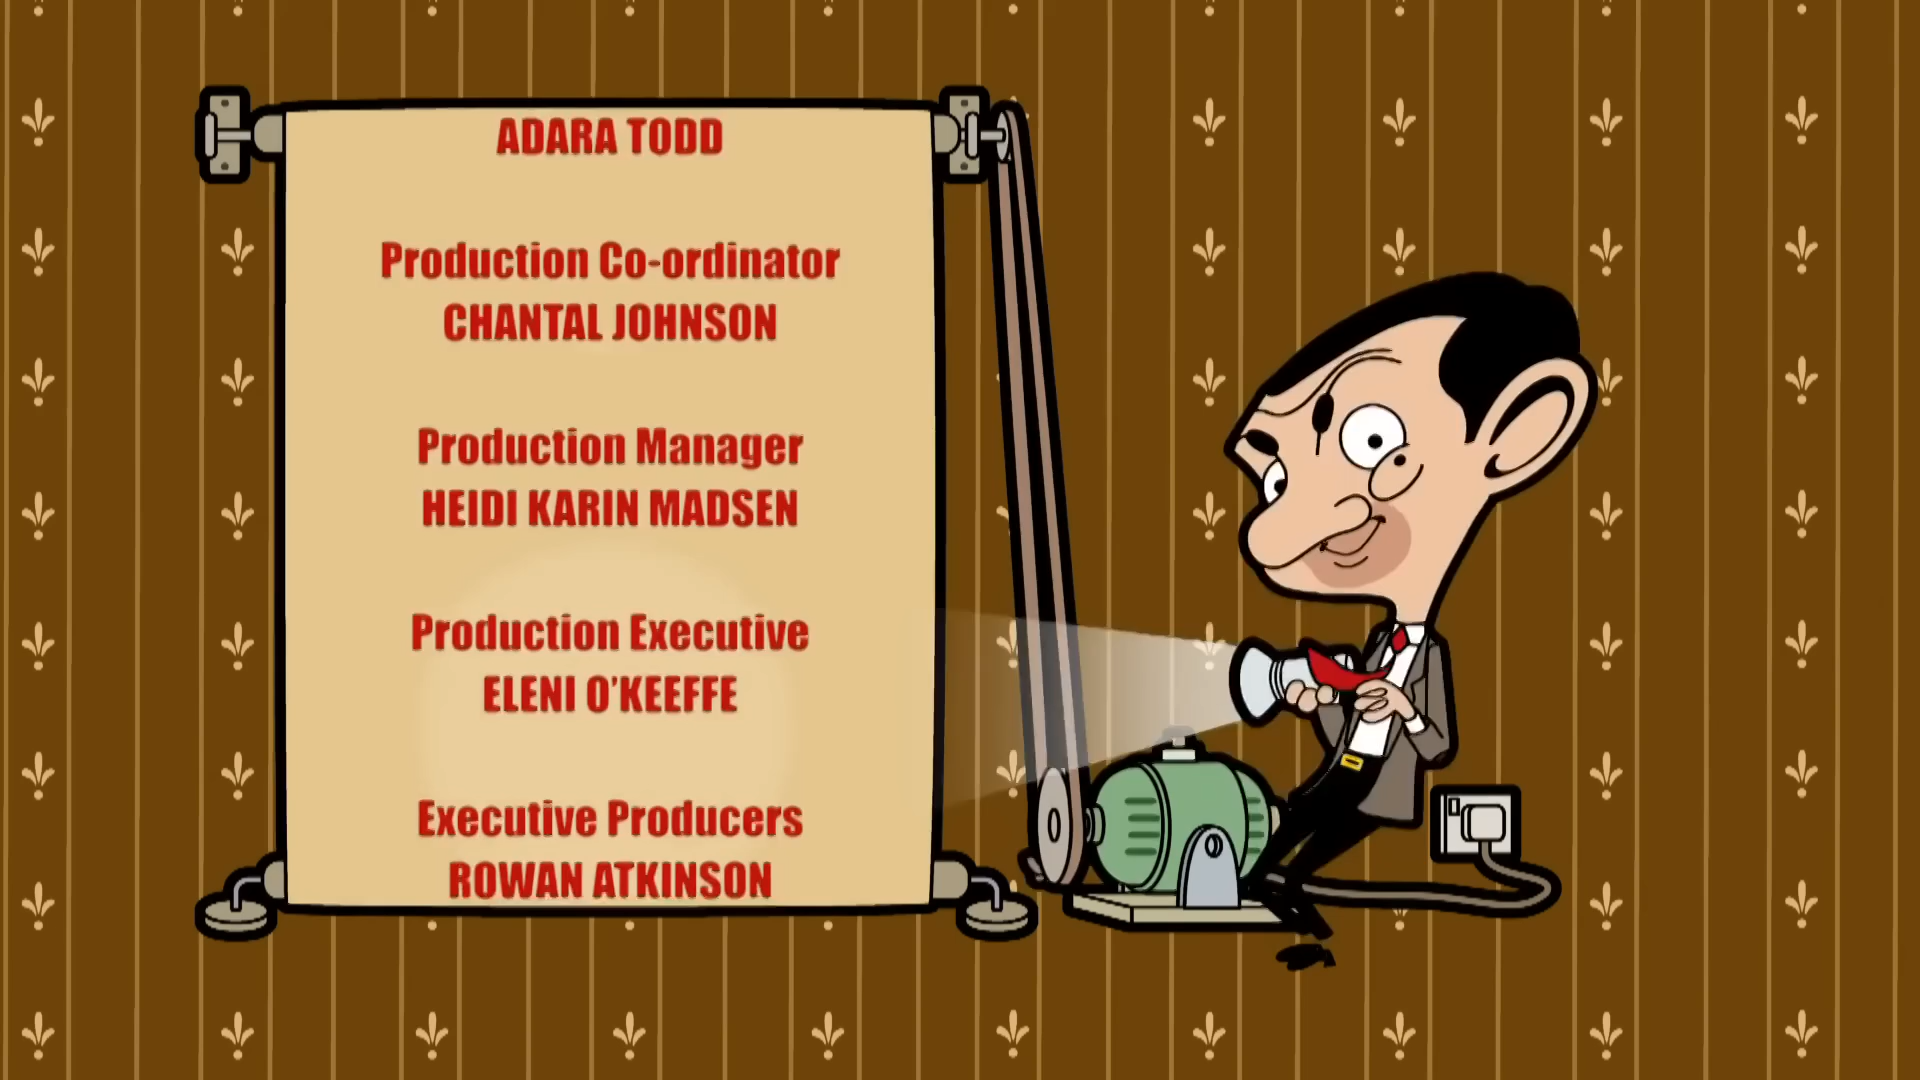 ADARA TODD
Production Co-ordinator
CHANTAL JOHNSON
Production Manager
HEIDI KARIN MADSEN
Production Executive
ELENI O'KEEFFE
Executive Producers
ROWAN ATKINSON